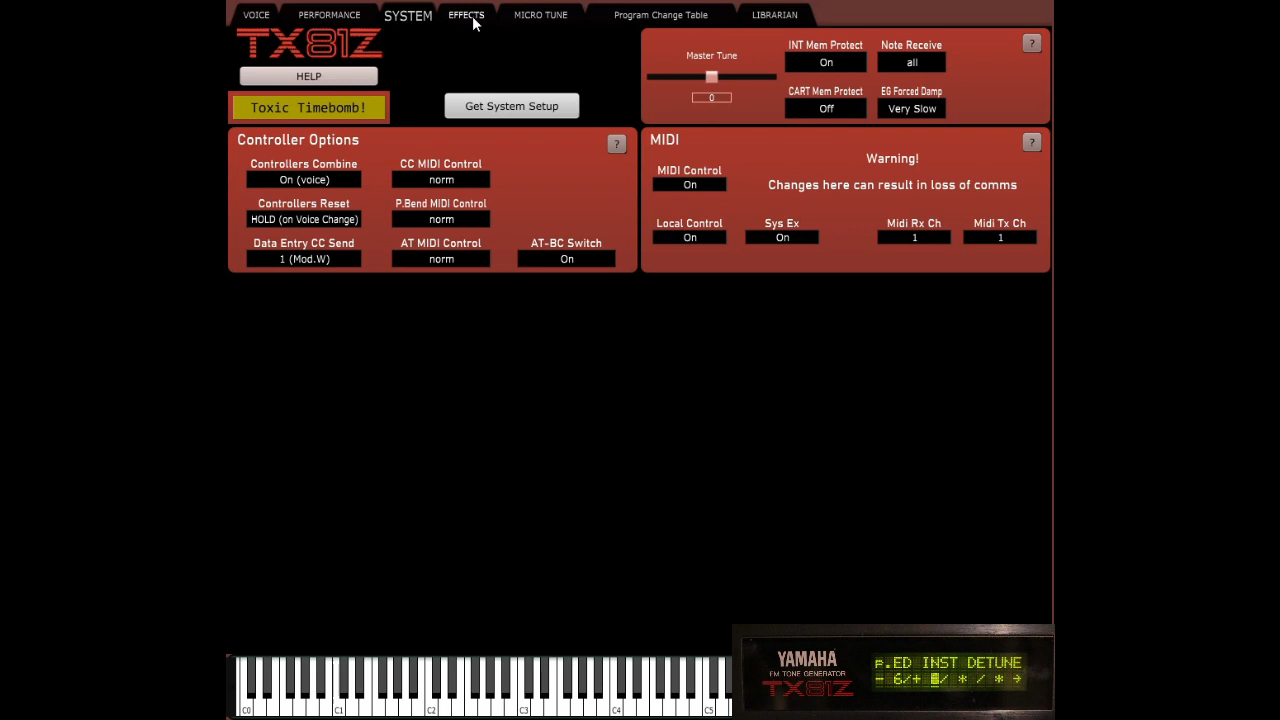 VOICE PERFORMANCE SYSTEM EFFECTS MICRO TUNE Program Change Table LIBRARIAN
TX81Z
HELP
Toxic Timebomb!
Get System Setup
Master Tune
0
INT Mem Protect
On
Note Receive
all
?
CART Mem Protect
Off
EG Forced Damp
Very Slow
Controller Options
?
Controllers Combine
On (voice)
CC MIDI Control
norm
Controllers Reset
HOLD (on Voice Change)
P.Bend MIDI Control
norm
Data Entry CC Send
1 (Mod.W)
AT MIDI Control
norm
AT-BC Switch
On
MIDI
?
Warning!
MIDI Control
On
Changes here can result in loss of comms
Local Control
On
Sys Ex
On
Midi Rx Ch
1
Midi Tx Ch
1
C0 C1 C2 C3 C4 C5
YAMAHA
FM TONE GENERATOR
TX81Z
P.ED INST DETUNE